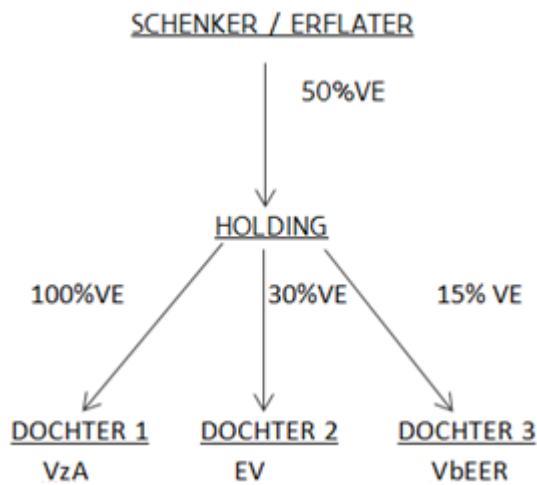 SCHENKER / ERFLATER
50%VE
HOLDING
100%VE 30%VE 15% VE
DOCHTER 1 DOCHTER 2 DOCHTER 3
VzA EV VbEER